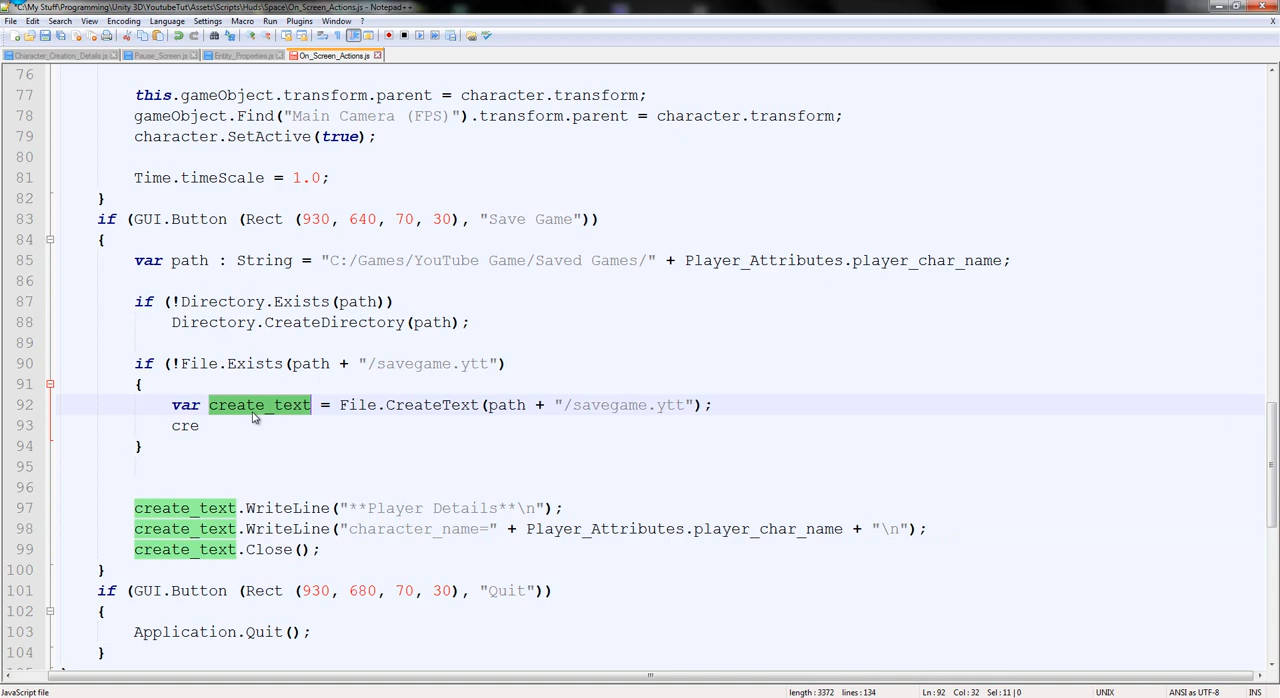 *C:\My Stuff\Programming\Unity 3D\YoutubeTut\Assets\Scripts\Huds\Space\On_Screen_Actions.js - Notepad++
File Edit Search View Encoding Language Settings Macro Run Plugins Window ? X
Character_Creation_Details.js Pause_Screen.js Entity_Properties.js On_Screen_Actions.js
76
77 this.gameObject.transform.parent = character.transform;
78 gameObject.Find("Main Camera (FPS)").transform.parent = character.transform;
79 character.SetActive(true);
80
81 Time.timeScale = 1.0;
82 }
83 if (GUI.Button (Rect (930, 640, 70, 30), "Save Game"))
84 {
85 var path : String = "C:/Games/YouTube Game/Saved Games/" + Player_Attributes.player_char_name;
86
87 if (!Directory.Exists(path))
88 Directory.CreateDirectory(path);
89
90 if (!File.Exists(path + "/savegame.ytt")
91 {
92 var create_text = File.CreateText(path + "/savegame.ytt");
93 cre
94 }
95
96
97 create_text.WriteLine("**Player Details**\n");
98 create_text.WriteLine("character_name=" + Player_Attributes.player_char_name + "\n");
99 create_text.Close();
100 }
101 if (GUI.Button (Rect (930, 680, 70, 30), "Quit"))
102 {
103 Application.Quit();
104 }
JavaScript file length : 3372 lines : 134 Ln : 92 Col : 32 Sel : 11 | 0 UNIX ANSI as UTF-8 INS